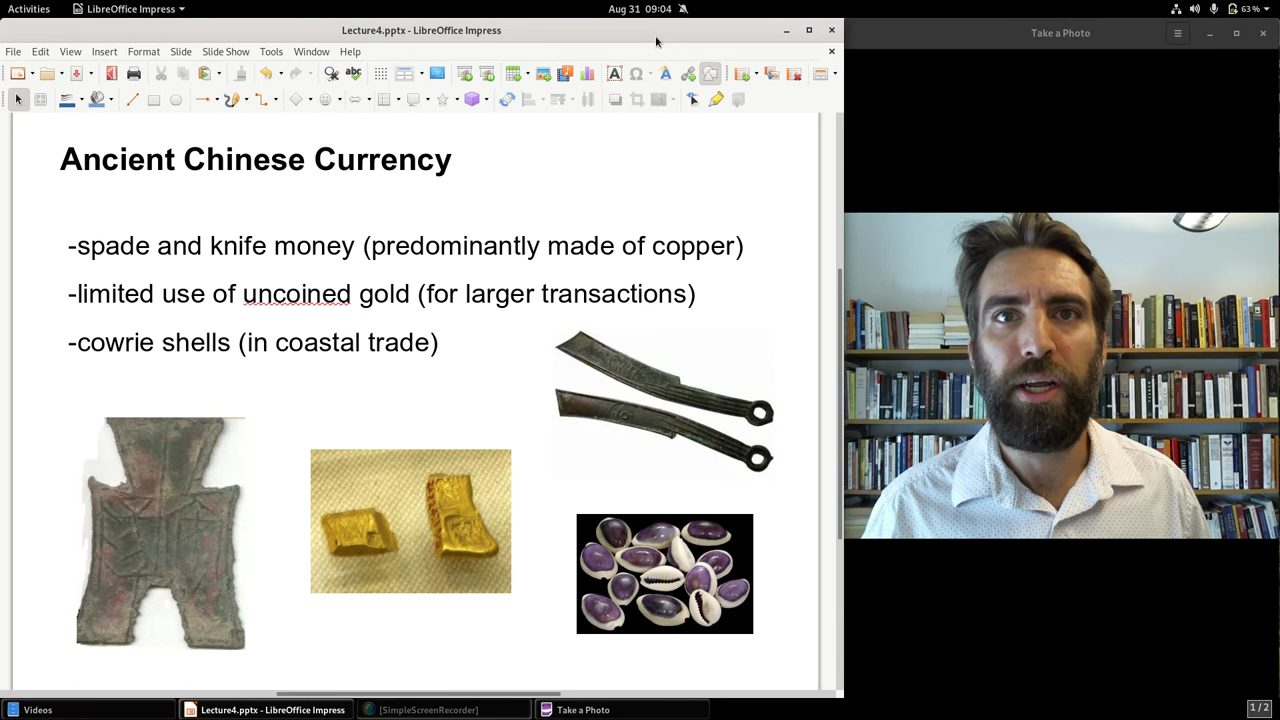 Activities LibreOffice Impress Aug 31 09:04 63 %
Lecture4.pptx - LibreOffice Impress
Take a Photo
File Edit View Insert Format Slide Slide Show Tools Window Help
Ancient Chinese Currency
-spade and knife money (predominantly made of copper)
-limited use of uncoined gold (for larger transactions)
-cowrie shells (in coastal trade)
Videos Lecture4.pptx - LibreOffice Impress [SimpleScreenRecorder] Take a Photo 1 / 2